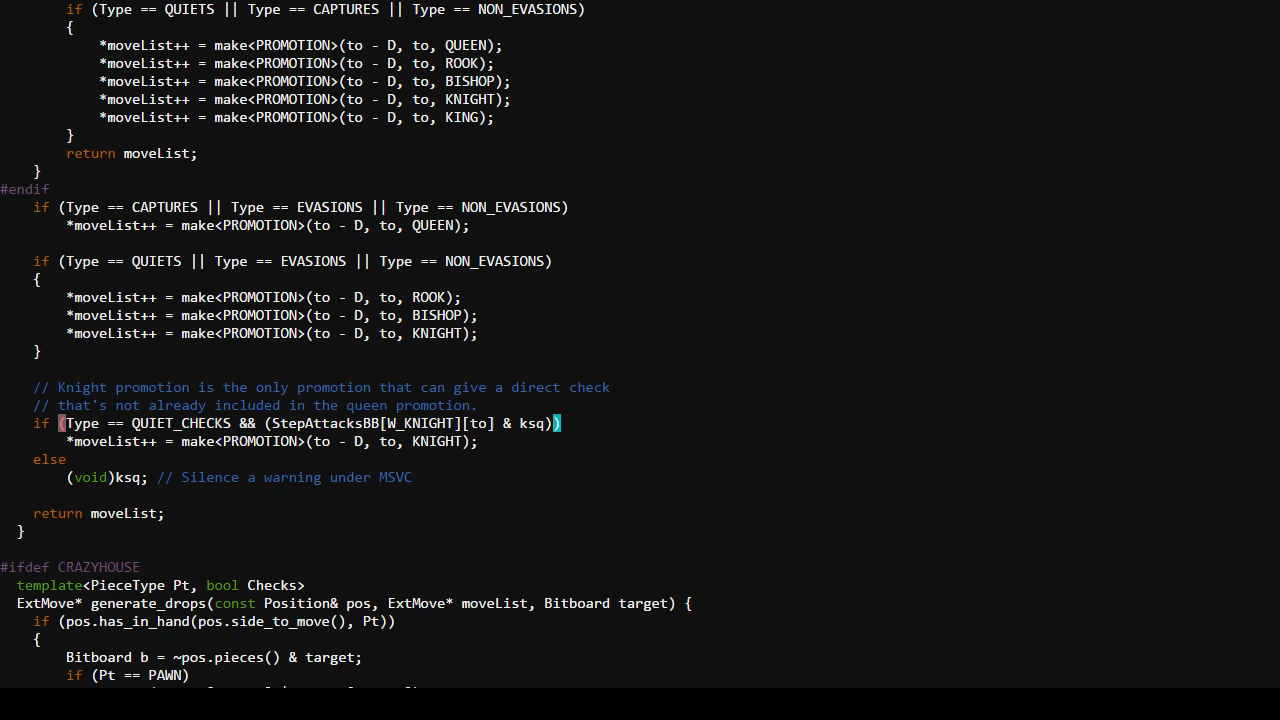 if (Type == QUIETS || Type == CAPTURES || Type == NON_EVASIONS)
{
*moveList++ = make<PROMOTION>(to - D, to, QUEEN);
*moveList++ = make<PROMOTION>(to - D, to, ROOK);
*moveList++ = make<PROMOTION>(to - D, to, BISHOP);
*moveList++ = make<PROMOTION>(to - D, to, KNIGHT);
*moveList++ = make<PROMOTION>(to - D, to, KING);
}
return moveList;
}
#endif
if (Type == CAPTURES || Type == EVASIONS || Type == NON_EVASIONS)
*moveList++ = make<PROMOTION>(to - D, to, QUEEN);
if (Type == QUIETS || Type == EVASIONS || Type == NON_EVASIONS)
{
*moveList++ = make<PROMOTION>(to - D, to, ROOK);
*moveList++ = make<PROMOTION>(to - D, to, BISHOP);
*moveList++ = make<PROMOTION>(to - D, to, KNIGHT);
}
// Knight promotion is the only promotion that can give a direct check
// that's not already included in the queen promotion.
if (Type == QUIET_CHECKS && (StepAttacksBB[W_KNIGHT][to] & ksq))
*moveList++ = make<PROMOTION>(to - D, to, KNIGHT);
else
(void)ksq; // Silence a warning under MSVC
return moveList;
}
#ifdef CRAZYHOUSE
template<PieceType Pt, bool Checks>
ExtMove* generate_drops(const Position& pos, ExtMove* moveList, Bitboard target) {
if (pos.has_in_hand(pos.side_to_move(), Pt))
{
Bitboard b = ~pos.pieces() & target;
if (Pt == PAWN)